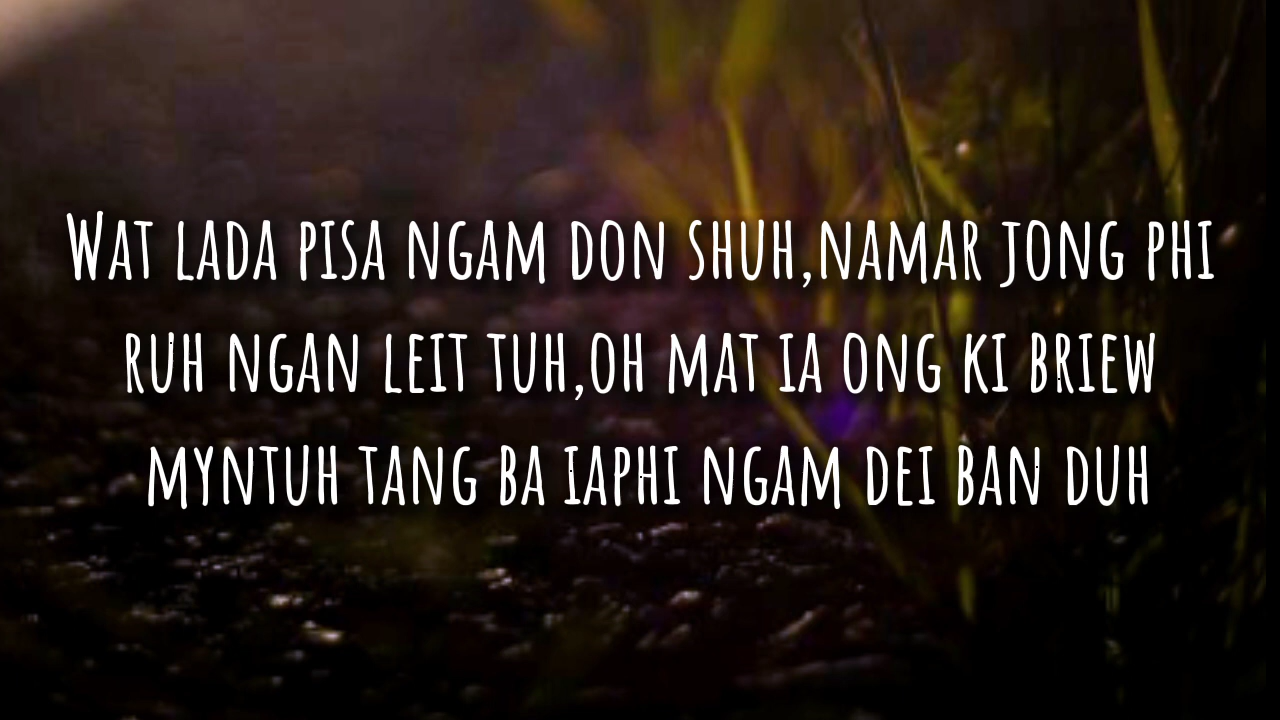 Wat lada pisa ngam don shuh,namar jong phi
ruh ngan leit tuh,oh mat ia ong ki briew
myntuh tang ba iaphi ngam dei ban duh